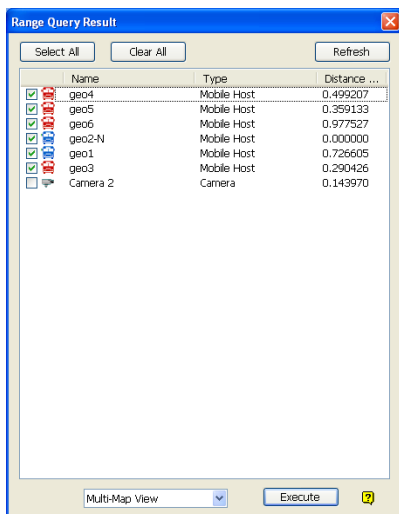 Range Query Result
Select All Clear All Refresh
Name Type Distance ...
geo4 Mobile Host 0.499207
geo5 Mobile Host 0.359133
geo6 Mobile Host 0.977527
geo2-N Mobile Host 0.000000
geo1 Mobile Host 0.726605
geo3 Mobile Host 0.290426
Camera 2 Camera 0.143970
Multi-Map View Execute ?